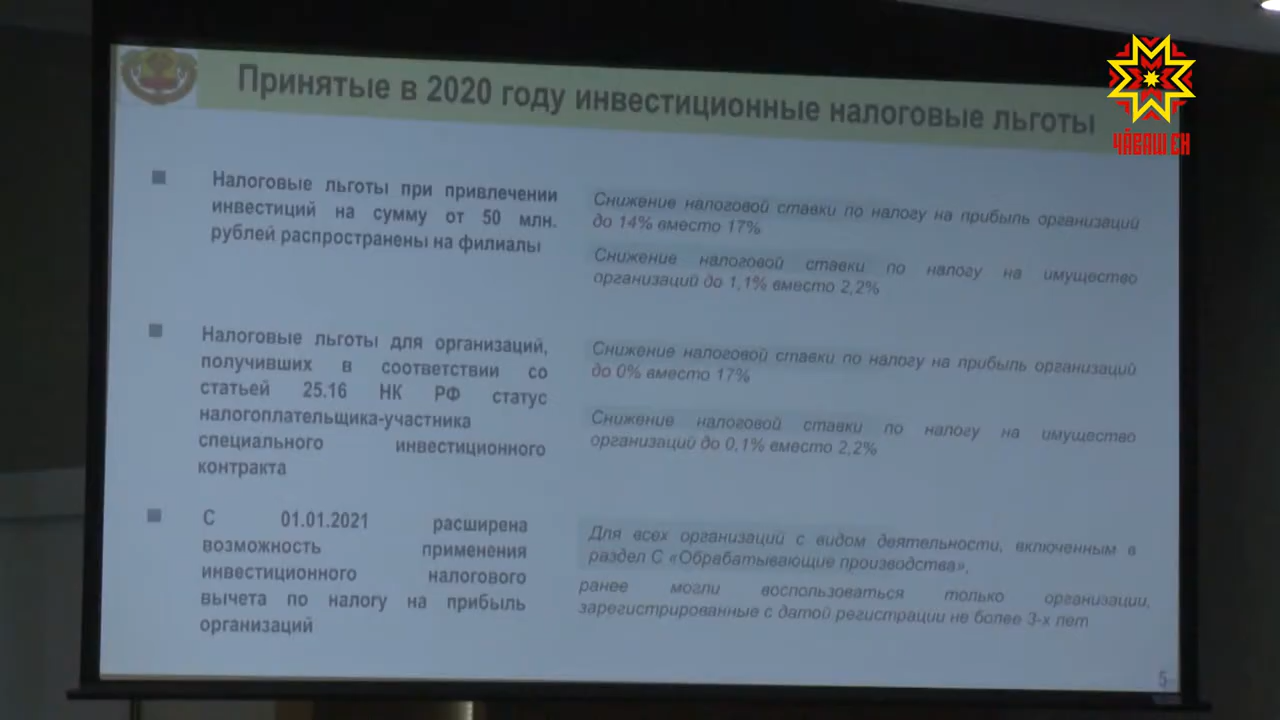 Принятые в 2020 году инвестиционные налоговые льготы
ЧĂВАШ ЕН
Налоговые льготы при привлечении
инвестиций на сумму от 50 млн.
рублей распространены на филиалы
Снижение налоговой ставки по налогу на прибыль организаций
до 14% вместо 17%
Снижение налоговой ставки по налогу на имущество
организаций до 1,1% вместо 2,2%
Налоговые льготы для организаций,
получивших в соответствии со
статьей 25.16 НК РФ статус
налогоплательщика-участника
специального инвестиционного
контракта
Снижение налоговой ставки по налогу на прибыль организаций
до 0% вместо 17%
Снижение налоговой ставки по налогу на имущество
организаций до 0,1% вместо 2,2%
С 01.01.2021 расширена
возможность применения
инвестиционного налогового
вычета по налогу на прибыль
организаций
Для всех организаций с видом деятельности, включенным в
раздел С «Обрабатывающие производства»,
ранее могли воспользоваться только организации,
зарегистрированные с датой регистрации не более 3-х лет
5